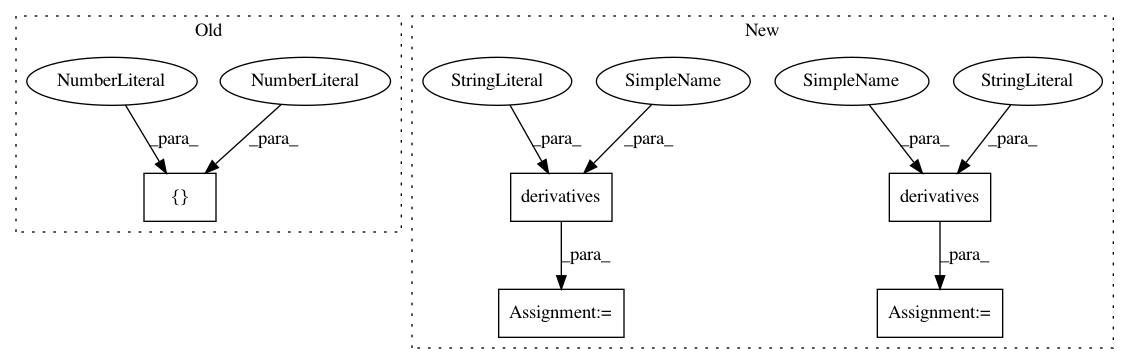 Old
New
NumberLiteral
NumberLiteral
StringLiteral
SimpleName
SimpleName
StringLiteral
_para_
_para_
_para_
_para_
_para_
_para_
{}
derivatives
derivatives
_para_
_para_
Assignment:=
Assignment:=